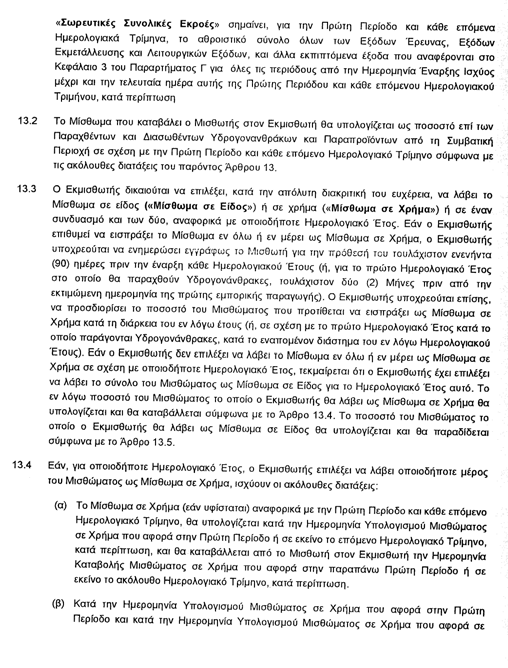 «Σωρευτικές Συνολικές Εκροές» σημαίνει, για την Πρώτη Περίοδο και κάθε επόμενα
Ημερολογιακά Τρίμηνα, το αθροιστικό σύνολο όλων των Εξόδων Έρευνας, Εξόδων
Εκμετάλλευσης και Λειτουργικών Εξόδων, και άλλα εκπιπτόμενα έξοδα που αναφέρονται στο
Κεφάλαιο 3 του Παραρτήματος Γ για όλες τις περιόδους από την Ημερομηνία Έναρξης Ισχύος
μέχρι και την τελευταία ημέρα αυτής της Πρώτης Περιόδου και κάθε επόμενου Ημερολογιακού
Τριμήνου, κατά περίπτωση
13.2 Το Μίσθωμα που καταβάλει ο Μισθωτής στον Εκμισθωτή θα υπολογίζεται ως ποσοστό επί των
Παραχθέντων και Διασωθέντων Υδρογονανθράκων και Παραπροϊόντων από τη Συμβατική
Περιοχή σε σχέση με την Πρώτη Περίοδο και κάθε επόμενο Ημερολογιακό Τρίμηνο σύμφωνα με
τις ακόλουθες διατάξεις του παρόντος Άρθρου 13.
13.3 Ο Εκμισθωτής δικαιούται να επιλέξει, κατά την απόλυτη διακριτική του ευχέρεια, να λάβει το
Μίσθωμα σε είδος («Μίσθωμα σε Είδος») ή σε χρήμα («Μίσθωμα σε Χρήμα») ή σε έναν
συνδυασμό και των δύο, αναφορικά με οποιοδήποτε Ημερολογιακό Έτος. Εάν ο Εκμισθωτής
επιθυμεί να εισπράξει το Μίσθωμα εν όλω ή εν μέρει ως Μίσθωμα σε Χρήμα, ο Εκμισθωτής
υποχρεούται να ενημερώσει εγγράφως το Μισθωτή για την πρόθεσή του τουλάχιστον ενενήντα
(90) ημέρες πριν την έναρξη κάθε Ημερολογιακού Έτους (ή, για το πρώτο Ημερολογιακό Έτος
στο οποίο θα παραχθούν Υδρογονάνθρακες, τουλάχιστον δύο (2) Μήνες πριν από την
εκτιμώμενη ημερομηνία της πρώτης εμπορικής παραγωγής). Ο Εκμισθωτής υποχρεούται επίσης,
να προσδιορίσει το ποσοστό του Μισθώματος που προτίθεται να εισπράξει ως Μίσθωμα σε
Χρήμα κατά τη διάρκεια του εν λόγω έτους (ή, σε σχέση με το πρώτο Ημερολογιακό Έτος κατά το
οποίο παράγονται Υδρογονάνθρακες, κατά το εναπομένον διάστημα του εν λόγω Ημερολογιακού
Έτους). Εάν ο Εκμισθωτής δεν επιλέξει να λάβει το Μίσθωμα εν όλω ή εν μέρει ως Μίσθωμα σε
Χρήμα σε σχέση με οποιοδήποτε Ημερολογιακό Έτος, τεκμαίρεται ότι ο Εκμισθωτής έχει επιλέξει
να λάβει το σύνολο του Μισθώματος ως Μίσθωμα σε Είδος για το Ημερολογιακό Έτος αυτό. Το
εν λόγω ποσοστό του Μισθώματος το οποίο ο Εκμισθωτής θα λάβει ως Μίσθωμα σε Χρήμα θα
υπολογίζεται και θα καταβάλλεται σύμφωνα με το Άρθρο 13.4. Το ποσοστό του Μισθώματος το
οποίο ο Εκμισθωτής θα λάβει ως Μίσθωμα σε Είδος θα υπολογίζεται και θα παραδίδεται
σύμφωνα με το Άρθρο 13.5.
13.4 Εάν, για οποιοδήποτε Ημερολογιακό Έτος, ο Εκμισθωτής επιλέξει να λάβει οποιοδήποτε μέρος
του Μισθώματος ως Μίσθωμα σε Χρήμα, ισχύουν οι ακόλουθες διατάξεις:
(α) Το Μίσθωμα σε Χρήμα (εάν υφίσταται) αναφορικά με την Πρώτη Περίοδο και κάθε επόμενο
Ημερολογιακό Τρίμηνο, θα υπολογίζεται κατά την Ημερομηνία Υπολογισμού Μισθώματος
σε Χρήμα που αφορά στην Πρώτη Περίοδο ή σε εκείνο το επόμενο Ημερολογιακό Τρίμηνο,
κατά περίπτωση, και θα καταβάλλεται από το Μισθωτή στον Εκμισθωτή την Ημερομηνία
Καταβολής Μισθώματος σε Χρήμα που αφορά στην παραπάνω Πρώτη Περίοδο ή σε
εκείνο το ακόλουθο Ημερολογιακό Τρίμηνο, κατά περίπτωση.
(β) Κατά την Ημερομηνία Υπολογισμού Μισθώματος σε Χρήμα που αφορά στην Πρώτη
Περίοδο και κατά την Ημερομηνία Υπολογισμού Μισθώματος σε Χρήμα που αφορά σε